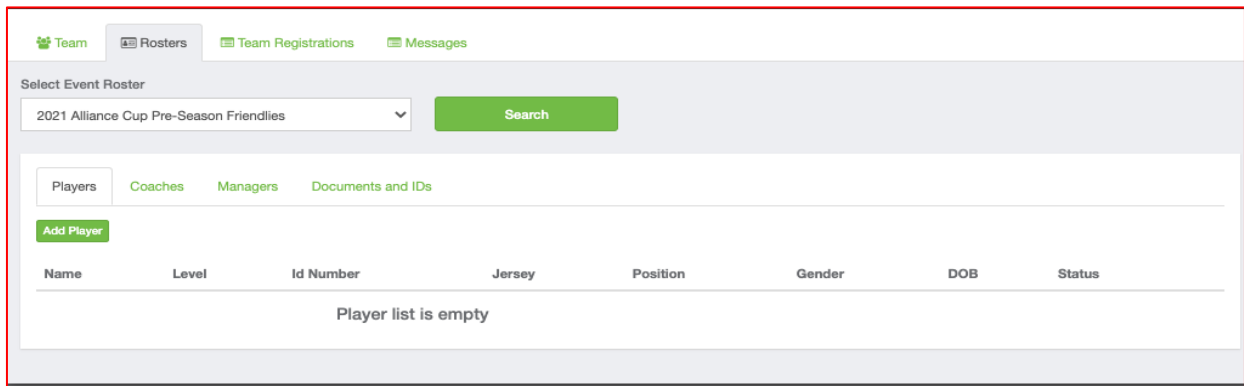 Team Rosters Team Registrations Messages
Select Event Roster
2021 Alliance Cup Pre-Season Friendlies Search
Players Coaches Managers Documents and IDs
Add Player
Name Level Id Number Jersey Position Gender DOB Status
Player list is empty